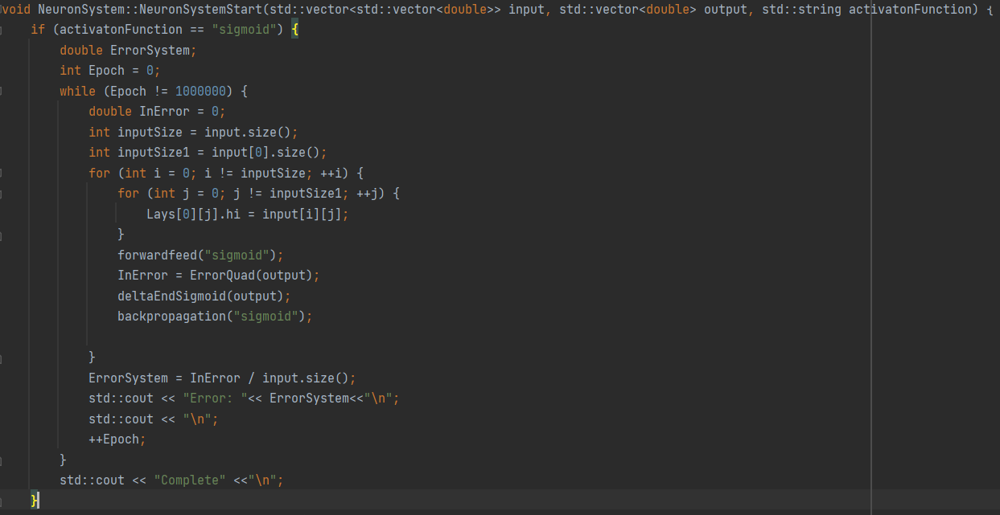 void NeuronSystem::NeuronSystemStart(std::vector<std::vector<double>> input, std::vector<double> output, std::string activatonFunction) {
if (activatonFunction == "sigmoid") {
double ErrorSystem;
int Epoch = 0;
while (Epoch != 1000000) {
double InError = 0;
int inputSize = input.size();
int inputSize1 = input[0].size();
for (int i = 0; i != inputSize; ++i) {
for (int j = 0; j != inputSize1; ++j) {
Lays[0][j].hi = input[i][j];
}
forwardfeed("sigmoid");
InError = ErrorQuad(output);
deltaEndSigmoid(output);
backpropagation("sigmoid");
}
ErrorSystem = InError / input.size();
std::cout << "Error: "<< ErrorSystem<<"\n";
std::cout << "\n";
++Epoch;
}
std::cout << "Complete" <<"\n";
}